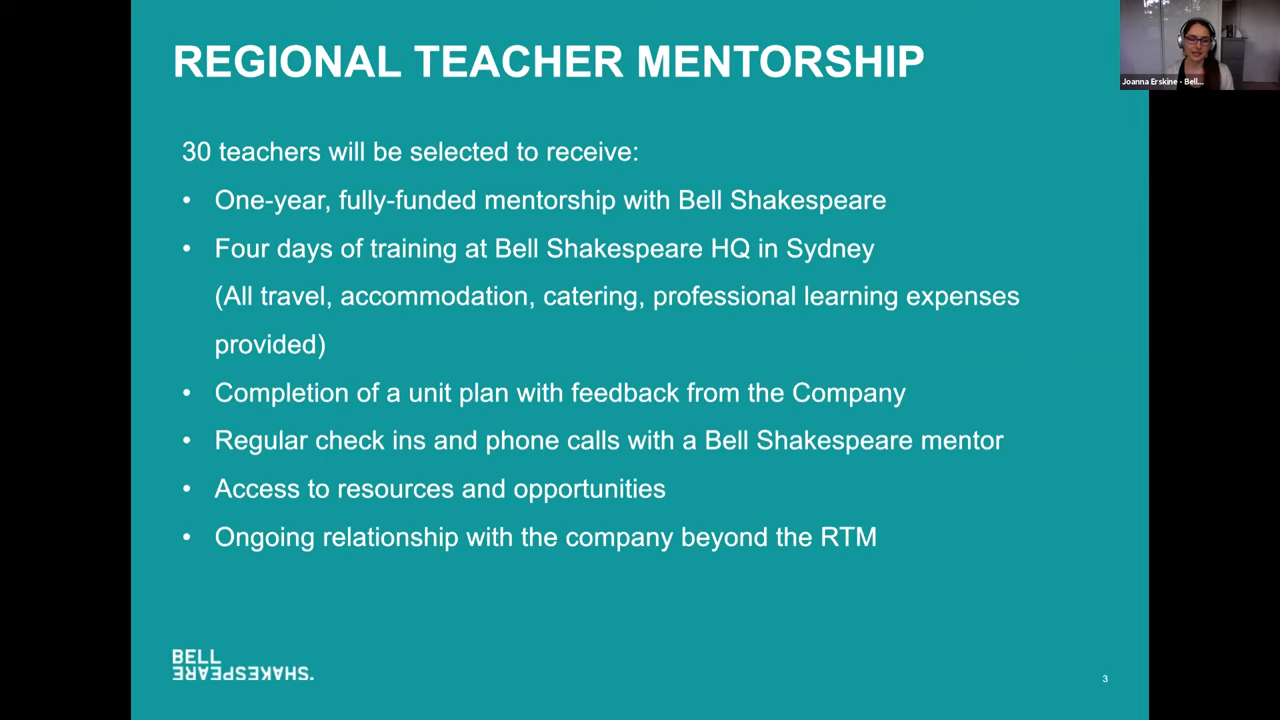 REGIONAL TEACHER MENTORSHIP
Joanna Erskine - Bell...
30 teachers will be selected to receive:
• One-year, fully-funded mentorship with Bell Shakespeare
• Four days of training at Bell Shakespeare HQ in Sydney
(All travel, accommodation, catering, professional learning expenses
provided)
• Completion of a unit plan with feedback from the Company
• Regular check ins and phone calls with a Bell Shakespeare mentor
• Access to resources and opportunities
• Ongoing relationship with the company beyond the RTM
BELL
SHAKESPEARE.
3